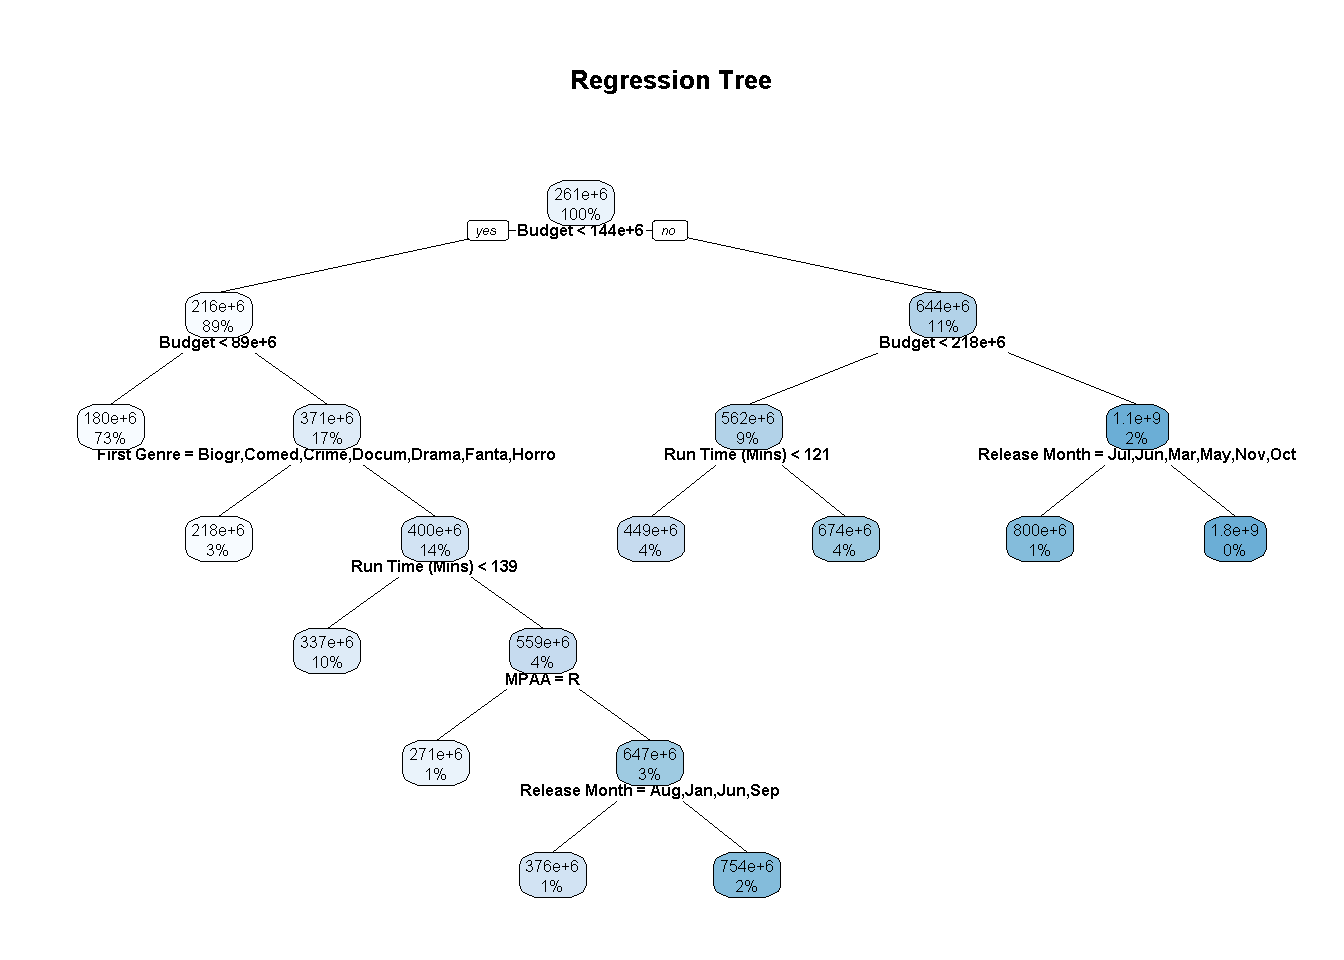 Regression Tree
261e+6
100%
yes
Budget < 144e+6
no
216e+6
89%
Budget < 89e+6
644e+6
11%
Budget < 218e+6
180e+6
73%
371e+6
17%
First Genre = Biogr,Comed,Crime,Docum,Drama,Fanta,Horro
562e+6
9%
Run Time (Mins) < 121
1.1e+9
2%
Release Month = Jul,Jun,Mar,May,Nov,Oct
218e+6
3%
400e+6
14%
Run Time (Mins) < 139
449e+6
4%
674e+6
4%
800e+6
1%
1.8e+9
0%
337e+6
10%
559e+6
4%
MPAA = R
271e+6
1%
647e+6
3%
Release Month = Aug,Jan,Jun,Sep
376e+6
1%
754e+6
2%